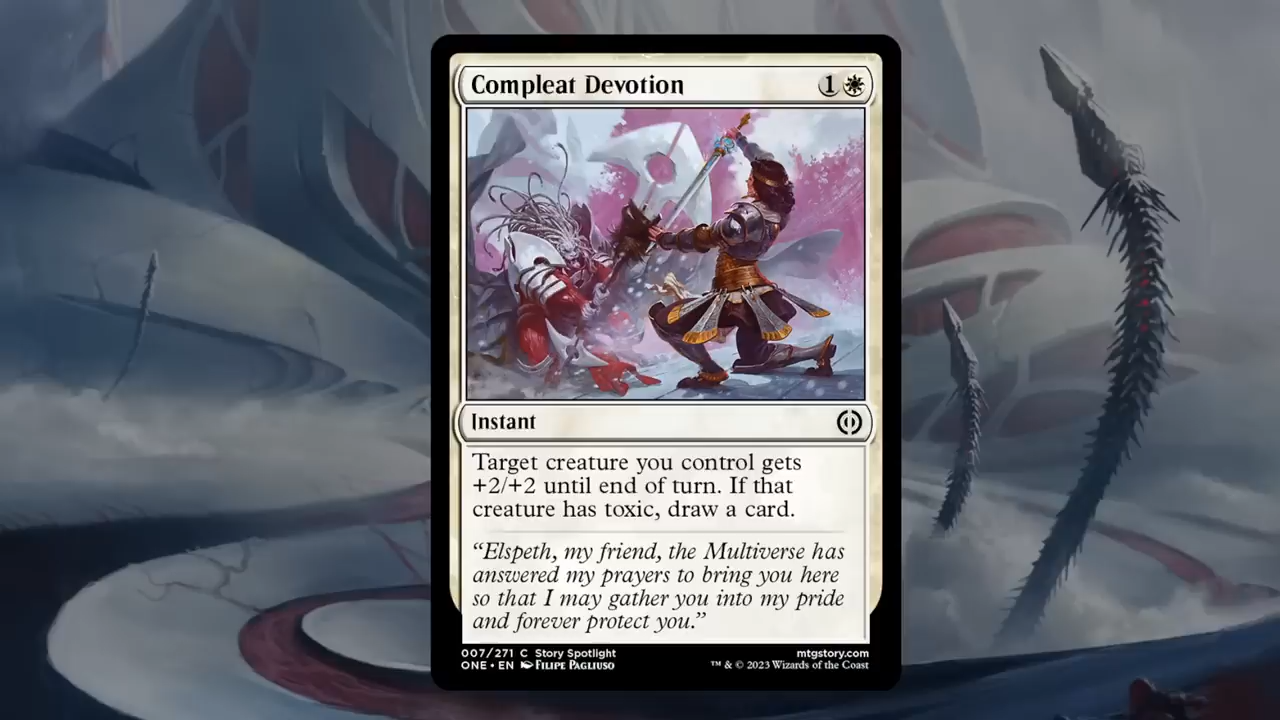 Compleat Devotion 1
Instant
Target creature you control gets
+2/+2 until end of turn. If that
creature has toxic, draw a card.
“Elspeth, my friend, the Multiverse has
answered my prayers to bring you here
so that I may gather you into my pride
and forever protect you.”
007/271 C Story Spotlight
mtgstory.com
ONE • EN Filipe Pagliuso
™ & © 2023 Wizards of the Coast